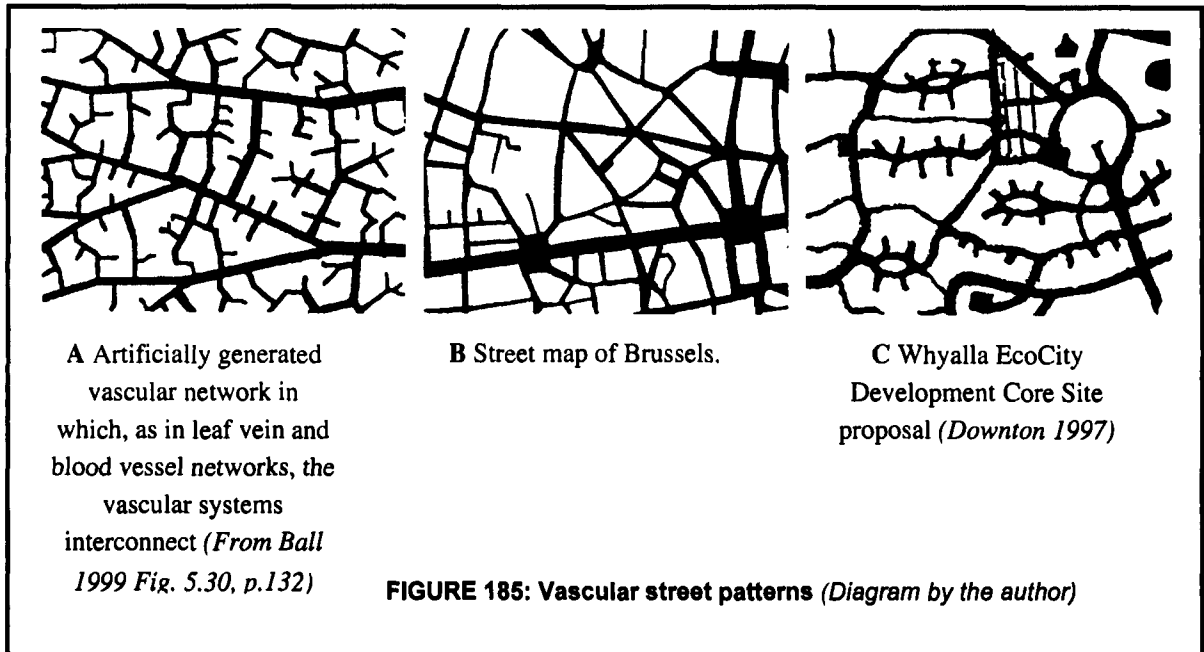 A Artificially generated
vascular network in
which, as in leaf vein and
blood vessel networks, the
vascular systems
interconnect (From Ball
1999 Fig. 5.30, p.132)
B Street map of Brussels.
C Whyalla EcoCity
Development Core Site
proposal (Downton 1997)
FIGURE 185: Vascular street patterns (Diagram by the author)